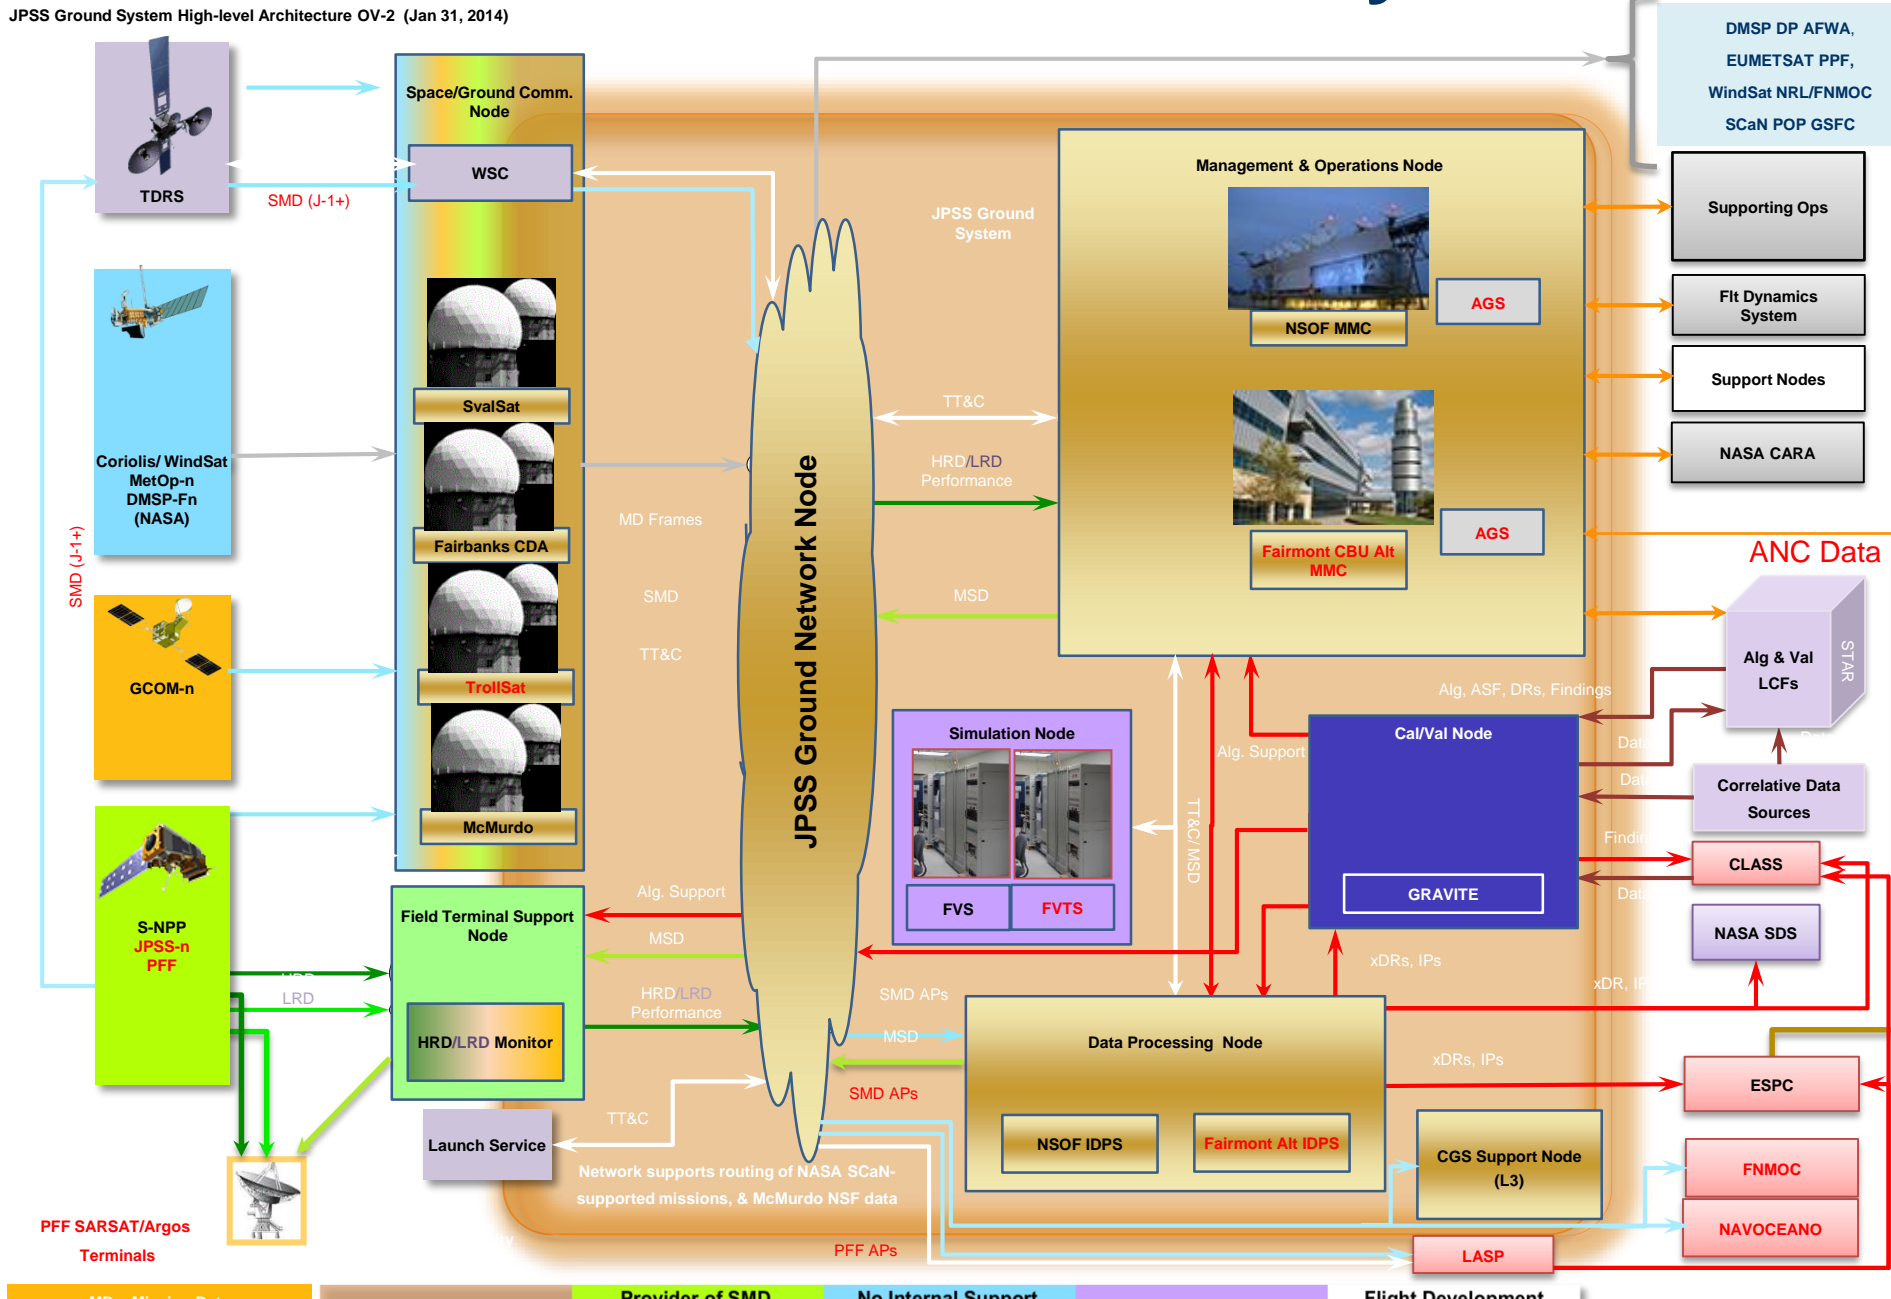 JPSS Ground System High-level Architecture OV-2  (Jan 31, 2014)
DMSP DP AFWA,
EUMETSAT PPF,
WindSat NRL/FNMOC
SCaN POP GSFC
TDRS
SMD (J-1+)
SMD (J-1+)
Coriolis/ WindSat
MetOp-n
DMSP-Fn
(NASA)
GCOM-n
S-NPP
JPSS-n
PFF
LRD
PFF SARSAT/Argos
Terminals
Space/Ground Comm.
Node
WSC
SvalSat
Fairbanks CDA
TrollSat
McMurdo
Field Terminal Support
Node
HRD/LRD Monitor
Launch Service
MD Frames
SMD
TT&C
Alg. Support
MSD
HRD/LRD
Performance
TT&C
Network supports routing of NASA SCaN-
supported missions, & McMurdo NSF data
JPSS Ground Network Node
JPSS Ground
System
TT&C
HRD/LRD
Performance
MSD
Management & Operations Node
NSOF MMC
AGS
Fairmont CBU Alt
MMC
AGS
Supporting Ops
Flt Dynamics
System
Support Nodes
NASA CARA
ANC Data
Alg & Val
LCFs
STAR
Alg, ASF, DRs, Findings
Simulation Node
FVS
FVTS
TT&C/ MSD
Alg. Support
Cal/Val Node
GRAVITE
Data
Data
Correlative Data
Sources
CLASS
Data
NASA SDS
xDRs, IPs
SMD APs
MSD
SMD APs
Data Processing  Node
NSOF IDPS
Fairmont Alt IDPS
xDRs, IPs
ESPC
CGS Support Node
(L3)
FNMOC
NAVOCEANO
LASP
PFF APs
Provider of SMD
No Internal Support
Flight Development